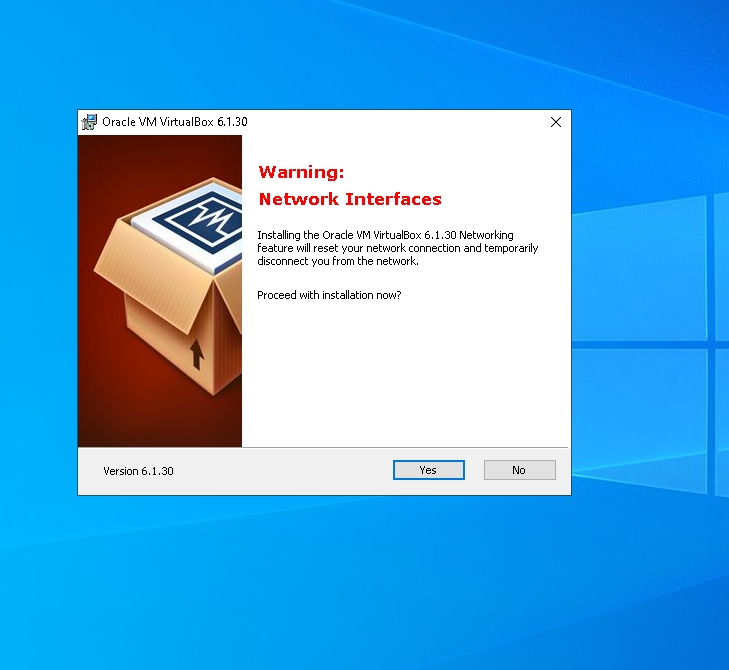 Oracle VM VirtualBox 6.1.30
Warning:
Network Interfaces
Installing the Oracle VM VirtualBox 6.1.30 Networking
feature will reset your network connection and temporarily
disconnect you from the network.
Proceed with installation now?
Version 6.1.30
Yes
No